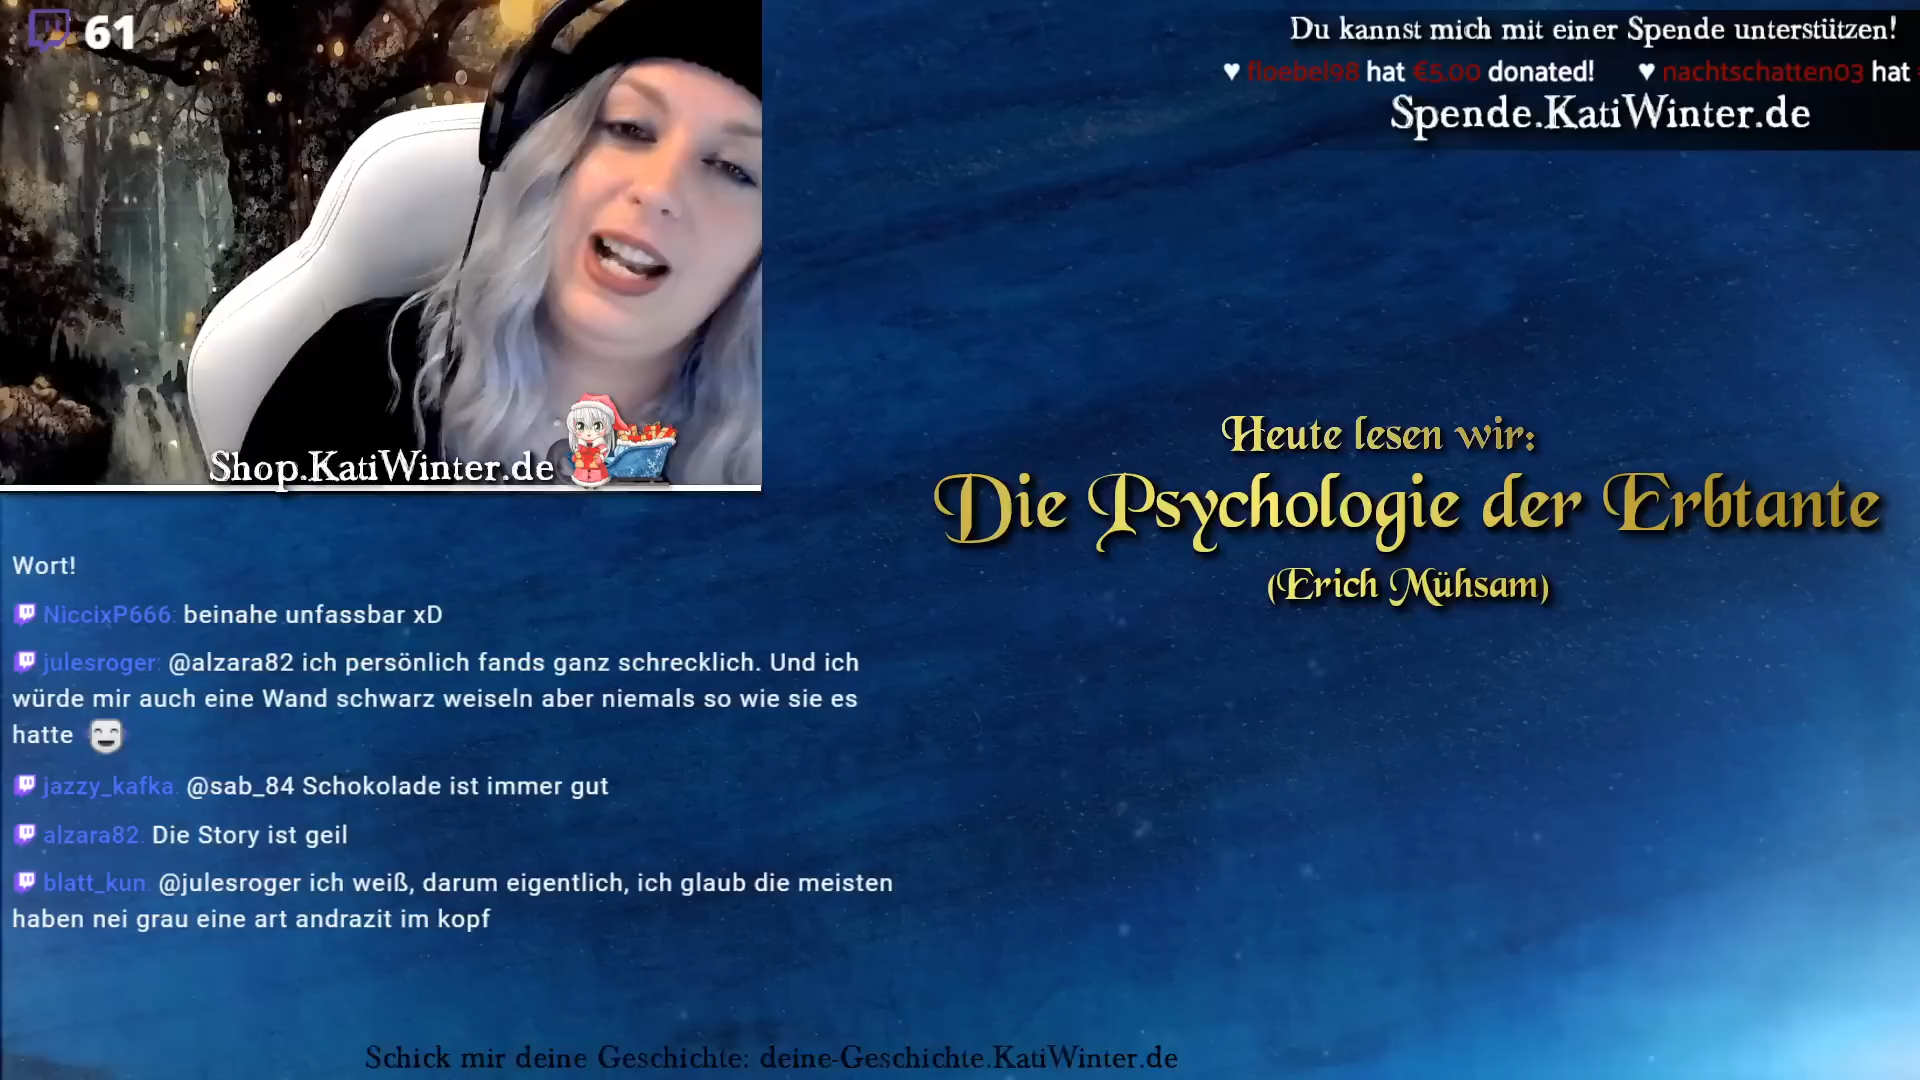 61
Du kannst mich mit einer Spende unterstützen!
♥ floebel98 hat €5.00 donated! ♥ nachtschatten03 hat
Spende.KatiWinter.de
Shop.KatiWinter.de
Heute lesen wir:
Die Psychologie der Erbtante
(Erich Mühsam)
Wort!
NiccixP666: beinahe unfassbar xD
julesroger: @alzara82 ich persönlich fands ganz schrecklich. Und ich
würde mir auch eine Wand schwarz weiseln aber niemals so wie sie es
hatte
jazzy_kafka: @sab_84 Schokolade ist immer gut
alzara82: Die Story ist geil
blatt_kun: @julesroger ich weiß, darum eigentlich, ich glaub die meisten
haben nei grau eine art andrazit im kopf
Schick mir deine Geschichte: deine-Geschichte.KatiWinter.de